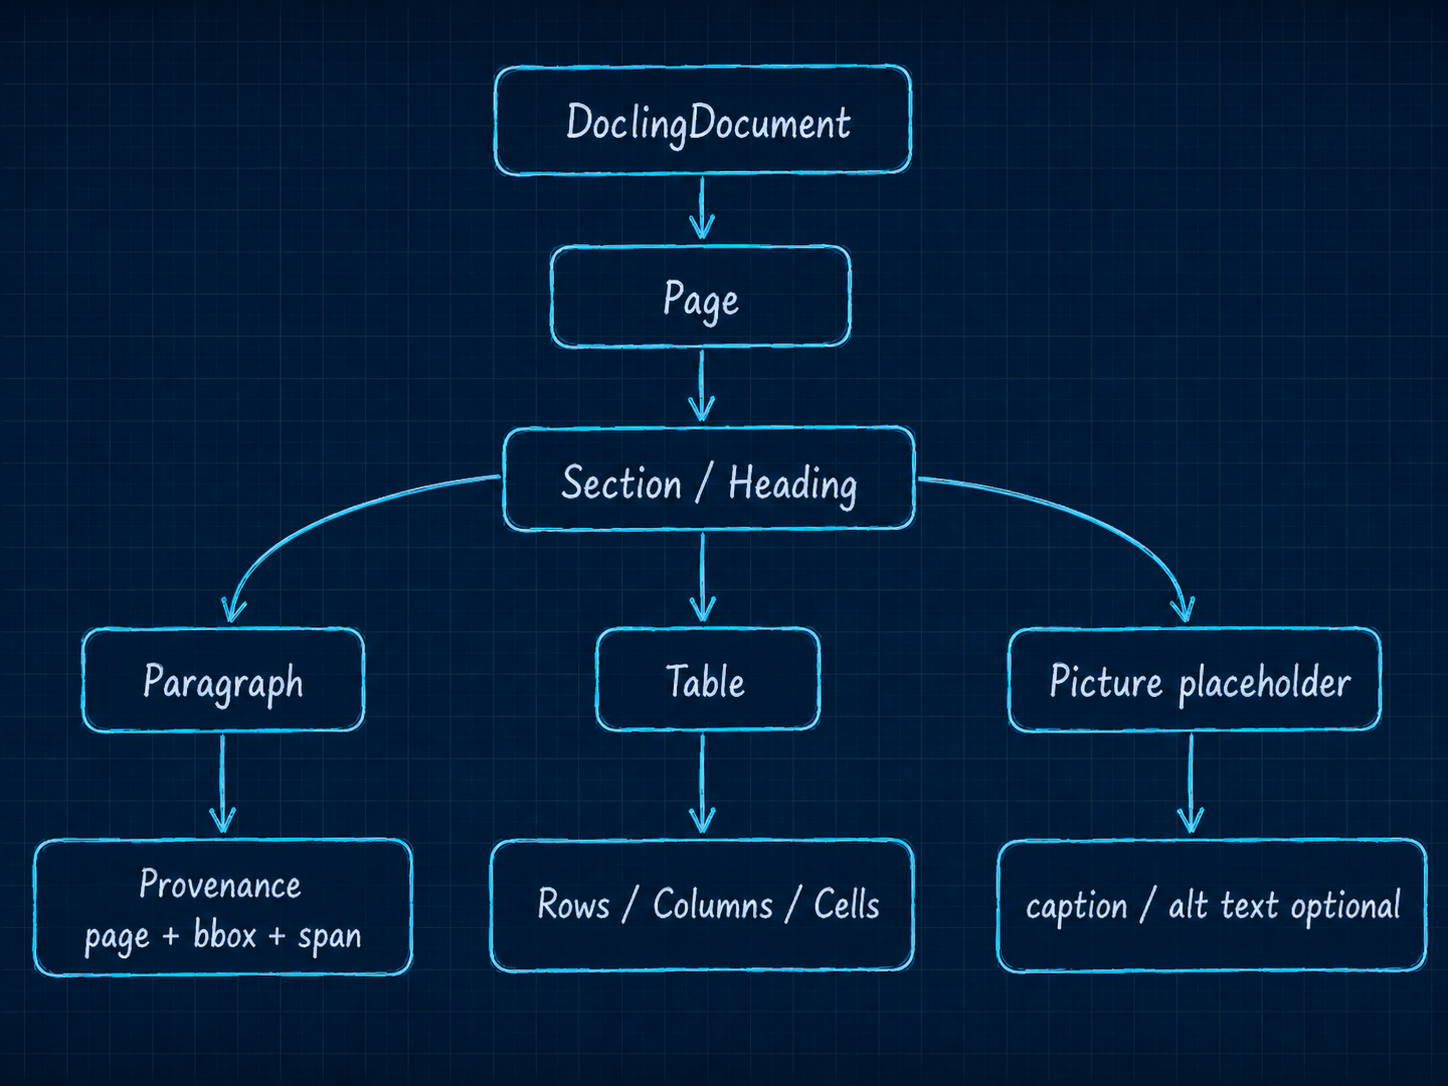 DoclingDocument
Page
Section / Heading
Paragraph
Table
Picture placeholder
Provenance
page + bbox + span
Rows / Columns / Cells
caption / alt text optional